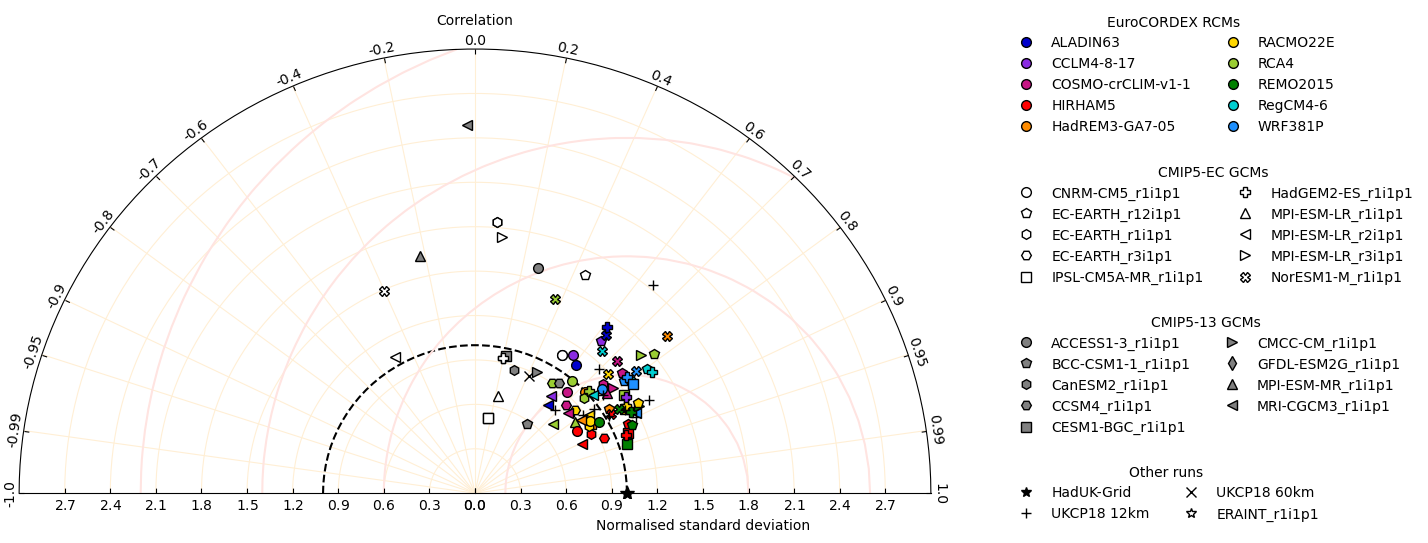 Correlation
0.0
-0.2
0.2
-0.4
0.4
-0.6
0.6
-0.7
0.7
-0.8
0.8
-0.9
0.9
-0.95
0.95
-0.99
0.99
-1.0
1.0
2.7 2.4 2.1 1.8 1.5 1.2 0.9 0.6 0.3 0.0 0.3 0.6 0.9 1.2 1.5 1.8 2.1 2.4 2.7
Normalised standard deviation
EuroCORDEX RCMs
ALADIN63 RACMO22E
CCLM4-8-17 RCA4
COSMO-crCLIM-v1-1 REMO2015
HIRHAM5 RegCM4-6
HadREM3-GA7-05 WRF381P
CMIP5-EC GCMs
CNRM-CM5_r1i1p1 HadGEM2-ES_r1i1p1
EC-EARTH_r12i1p1 MPI-ESM-LR_r1i1p1
EC-EARTH_r1i1p1 MPI-ESM-LR_r2i1p1
EC-EARTH_r3i1p1 MPI-ESM-LR_r3i1p1
IPSL-CM5A-MR_r1i1p1 NorESM1-M_r1i1p1
CMIP5-13 GCMs
ACCESS1-3_r1i1p1 CMCC-CM_r1i1p1
BCC-CSM1-1_r1i1p1 GFDL-ESM2G_r1i1p1
CanESM2_r1i1p1 MPI-ESM-MR_r1i1p1
CCSM4_r1i1p1 MRI-CGCM3_r1i1p1
CESM1-BGC_r1i1p1
Other runs
HadUK-Grid UKCP18 60km
UKCP18 12km ERAINT_r1i1p1